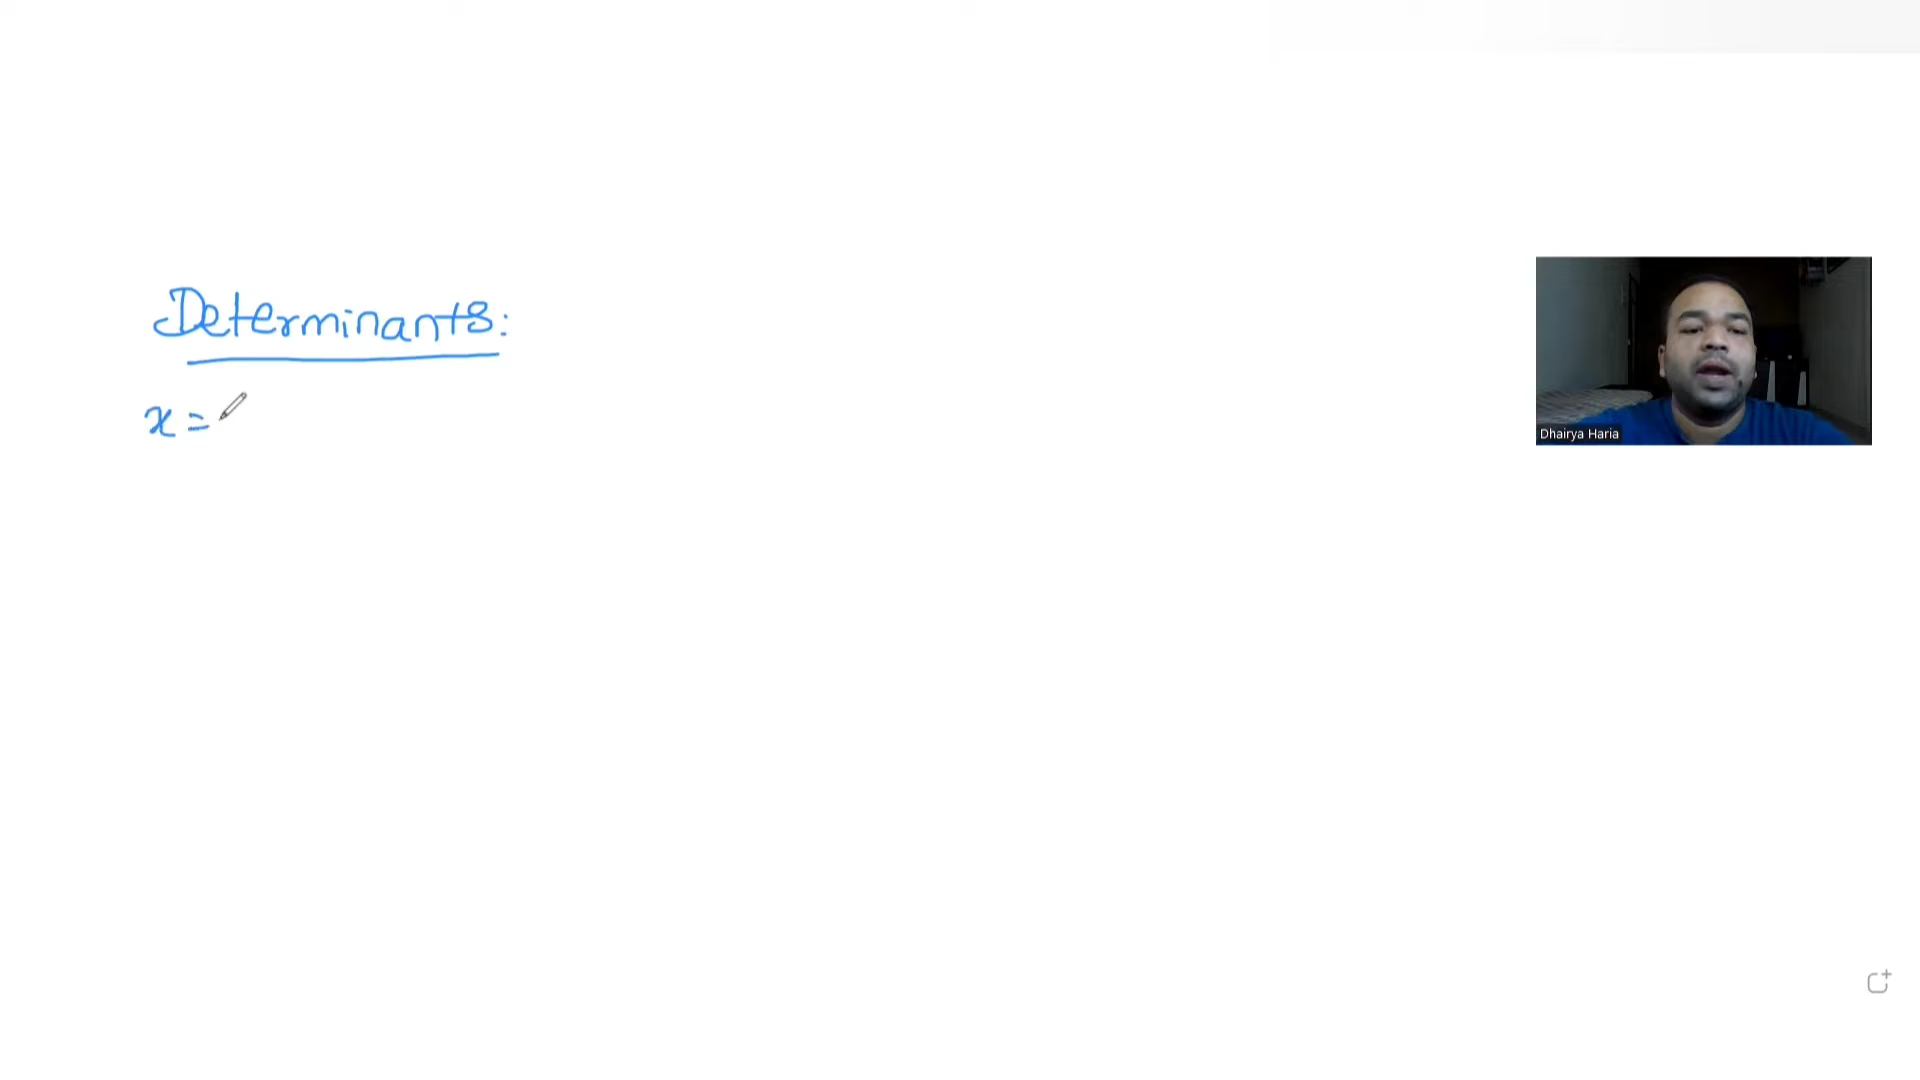 Determinants:
x =
Dhairya Haria